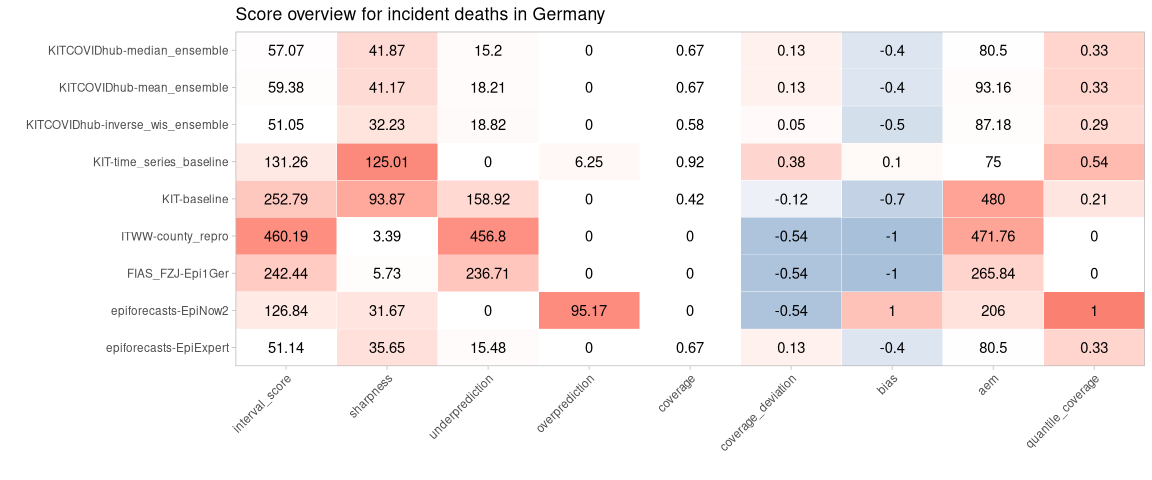 Score overview for incident deaths in Germany
KITCOVIDhub-median_ensemble 57.07 41.87 15.2 0 0.67 0.13 -0.4 80.5 0.33
KITCOVIDhub-mean_ensemble 59.38 41.17 18.21 0 0.67 0.13 -0.4 93.16 0.33
KITCOVIDhub-inverse_wis_ensemble 51.05 32.23 18.82 0 0.58 0.05 -0.5 87.18 0.29
KIT-time_series_baseline 131.26 125.01 0 6.25 0.92 0.38 0.1 75 0.54
KIT-baseline 252.79 93.87 158.92 0 0.42 -0.12 -0.7 480 0.21
ITWW-county_repro 460.19 3.39 456.8 0 0 -0.54 -1 471.76 0
FIAS_FZJ-Epi1Ger 242.44 5.73 236.71 0 0 -0.54 -1 265.84 0
epiforecasts-EpiNow2 126.84 31.67 0 95.17 0 -0.54 1 206 1
epiforecasts-EpiExpert 51.14 35.65 15.48 0 0.67 0.13 -0.4 80.5 0.33
interval_score sharpness underprediction overprediction coverage coverage_deviation bias aem quantile_coverage